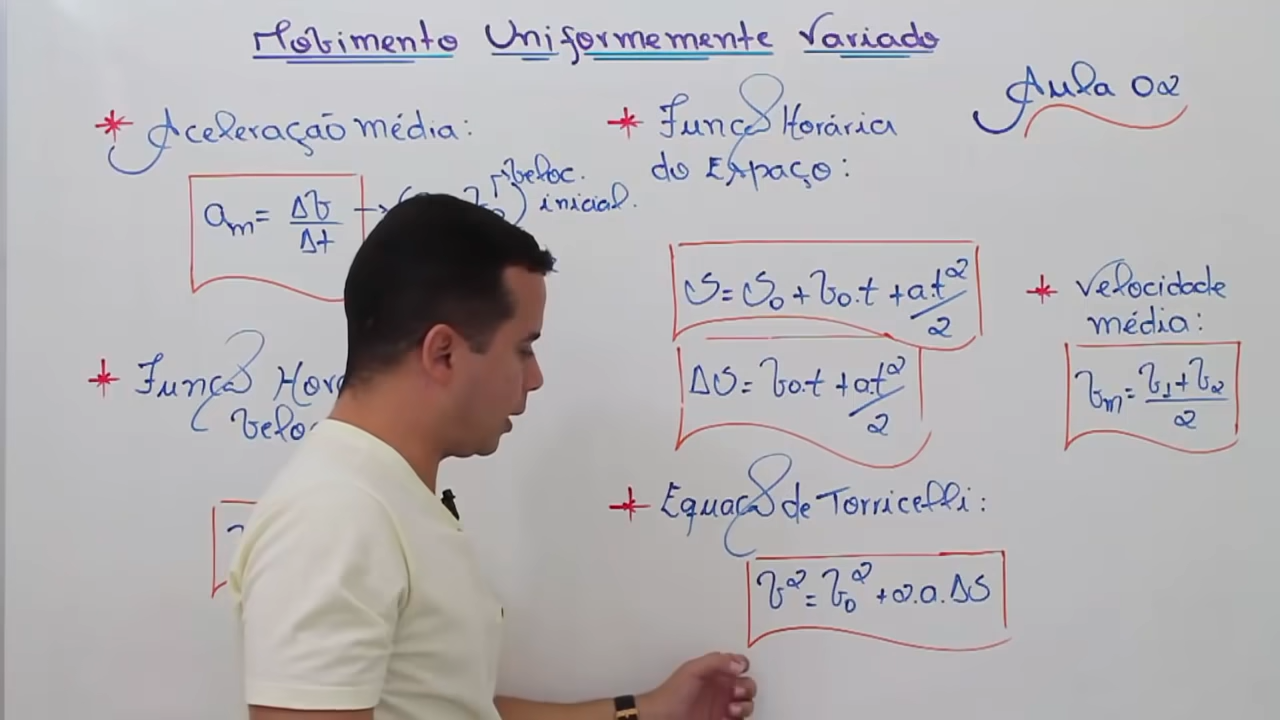 Movimento Uniformemente Variado
Aula 02
* Aceleração média:
am = Δv/Δt → (
veloc.
inicial.
* Função Horária
do Espaço:
S = S₀ + v₀.t + a.t²/2
ΔS = v₀.t + a.t²/2
* Velocidade
média:
vm = v₁ + v₂/2
* Função
* Equação de Torricelli:
v² = v₀² + 2.a.ΔS